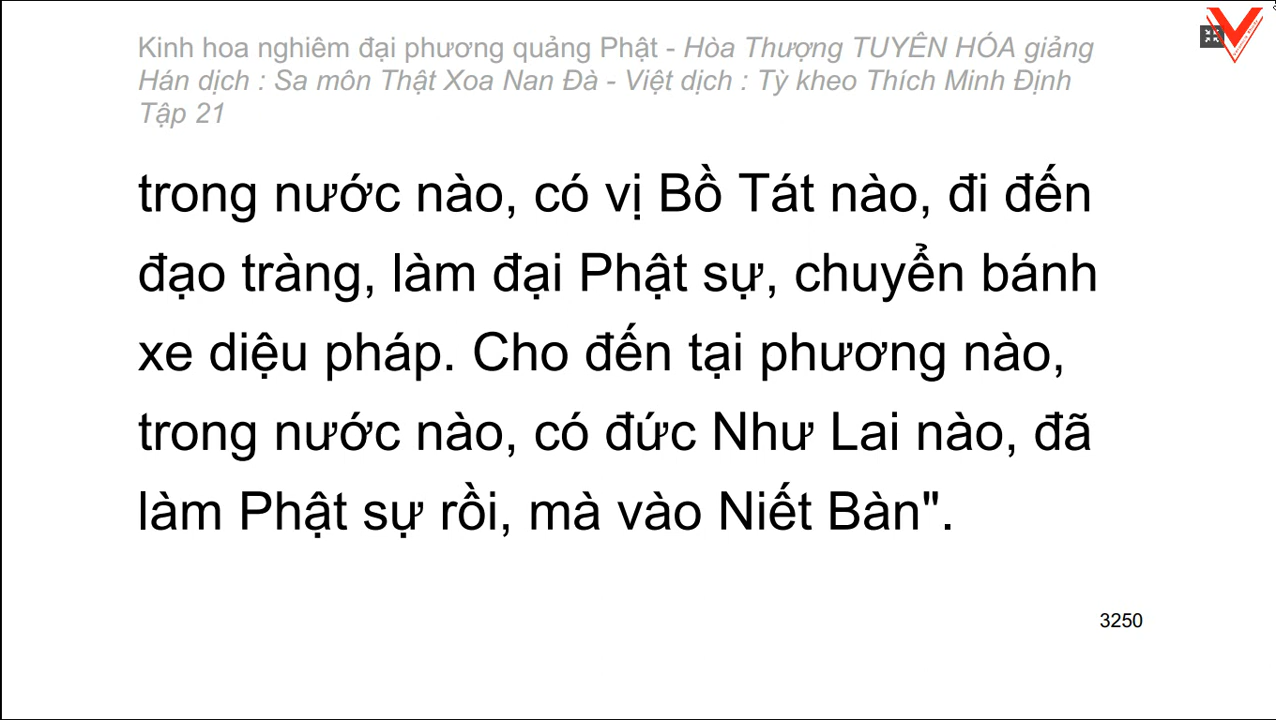 Kinh hoa nghiêm đại phương quảng Phật - Hòa Thượng TUYÊN HÓA giảng
Hán dịch : Sa môn Thật Xoa Nan Đà - Việt dịch : Tỳ kheo Thích Minh Định
Tập 21
trong nước nào, có vị Bồ Tát nào, đi đến
đạo tràng, làm đại Phật sự, chuyển bánh
xe diệu pháp. Cho đến tại phương nào,
trong nước nào, có đức Như Lai nào, đã
làm Phật sự rồi, mà vào Niết Bàn".
3250